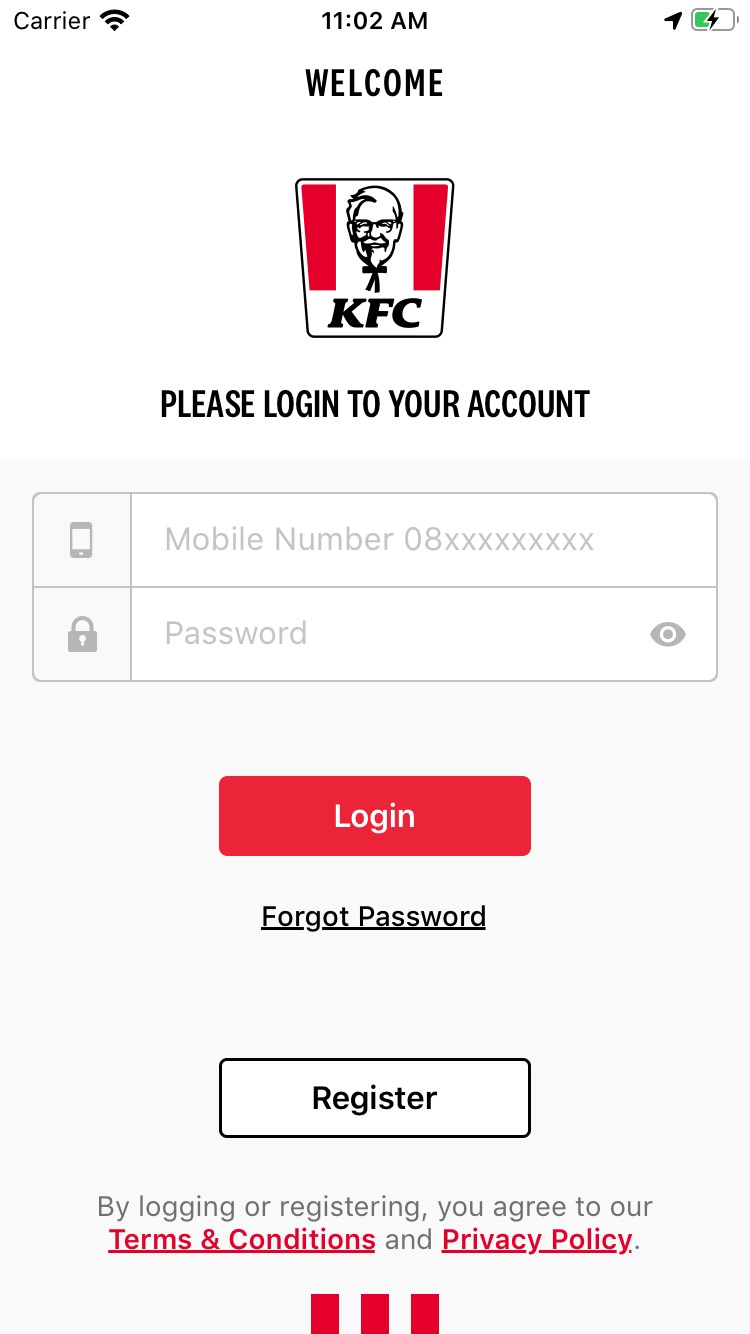 Carrier 11:02 AM
WELCOME
KFC
PLEASE LOGIN TO YOUR ACCOUNT
Mobile Number 08xxxxxxxxx
Password
Login
Forgot Password
Register
By logging or registering, you agree to our
Terms & Conditions and Privacy Policy.